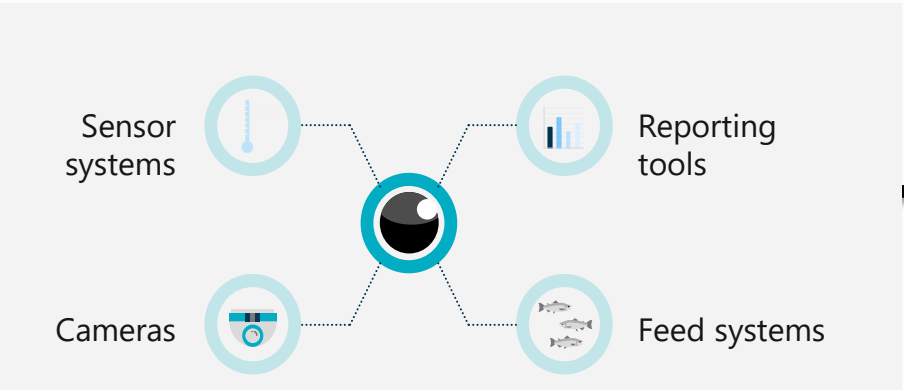 Sensor
systems
Reporting
tools
Cameras
Feed systems